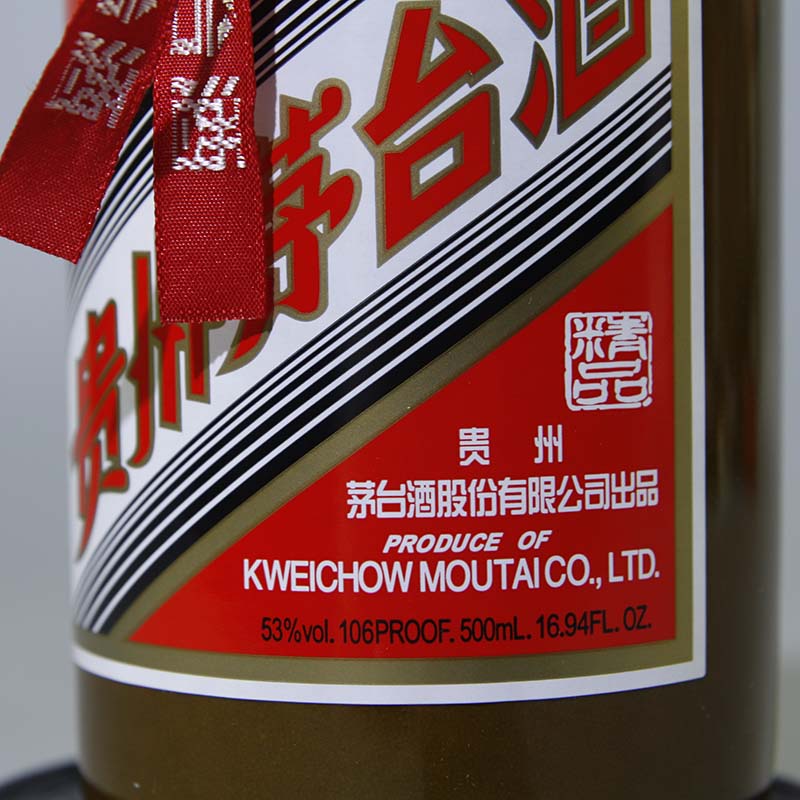 贵州茅台酒
精品
贵 州
茅台酒股份有限公司出品
PRODUCE OF
KWEICHOW MOUTAI CO., LTD.
53%vol. 106PROOF. 500mL. 16.94FL. OZ.